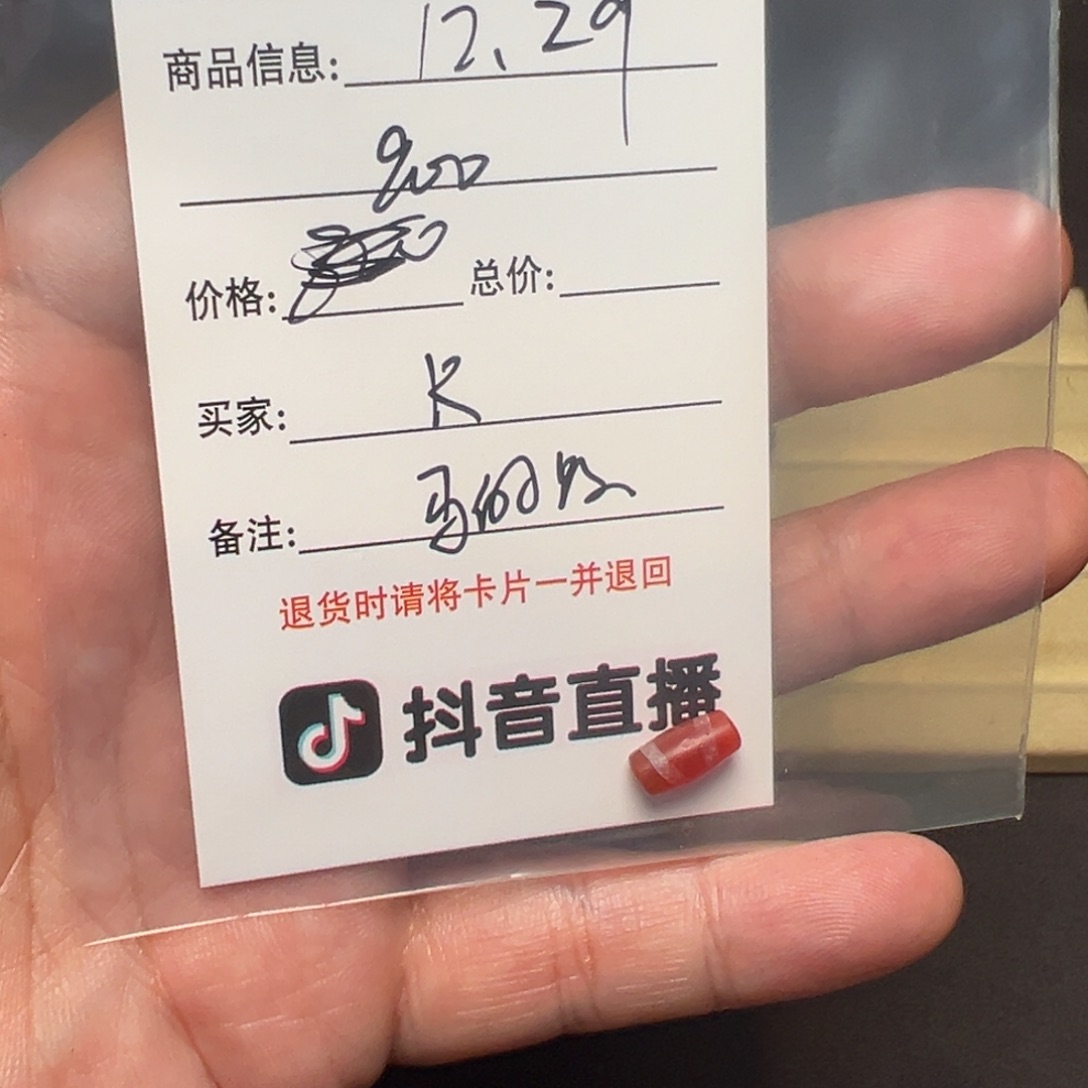 商品信息: 12.29
900
价格: 总价:
买家: K
备注:
退货时请将卡片一并退回
抖音直播